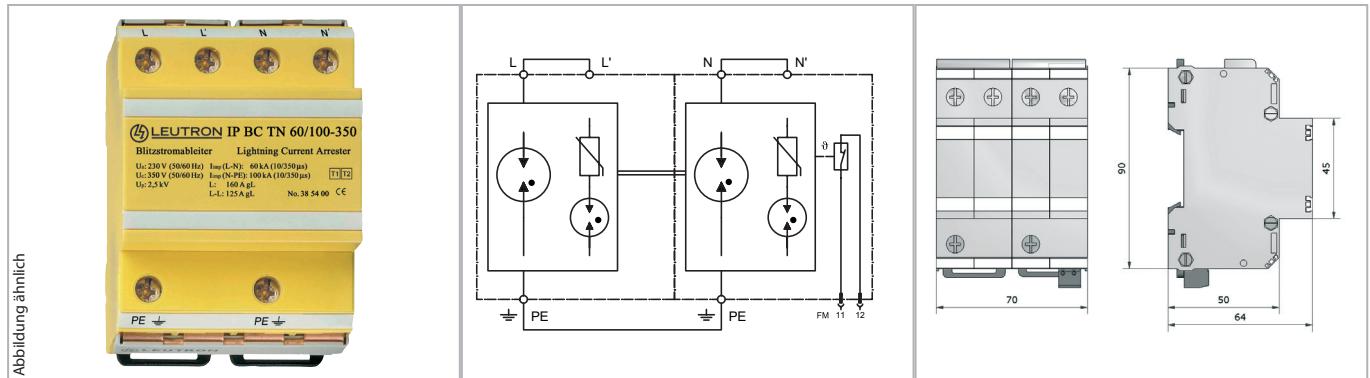 Abbildung ähnlich
L L' N N'
LEUTRON IP BC TN 60/100-350
Blitzstromableiter Lightning Current Arrester
Uₙ: 230 V (50/60 Hz) Iimp (L-N): 60 kA (10/350 µs)
U꜀: 350 V (50/60 Hz) Iimp (N-PE): 100 kA (10/350 µs)
Uₚ: 2,5 kV L: 160 A gL
L-L: 125 A gL No. 38 54 00 CE
T1 T2
PE PE
LEUTRON
L L' N N'
ϑ
PE PE
FM 11 12
90
70
45
50
64